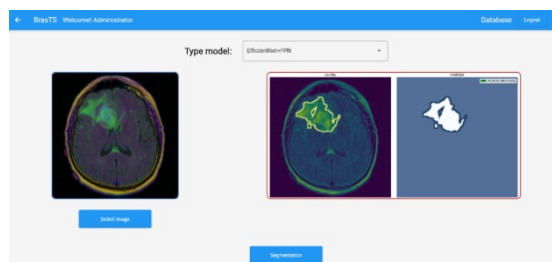 ← BrasTS Welcome! Administrator
Database Logout
Type model:
EfficientNet+FPN
Select image
Segmentation